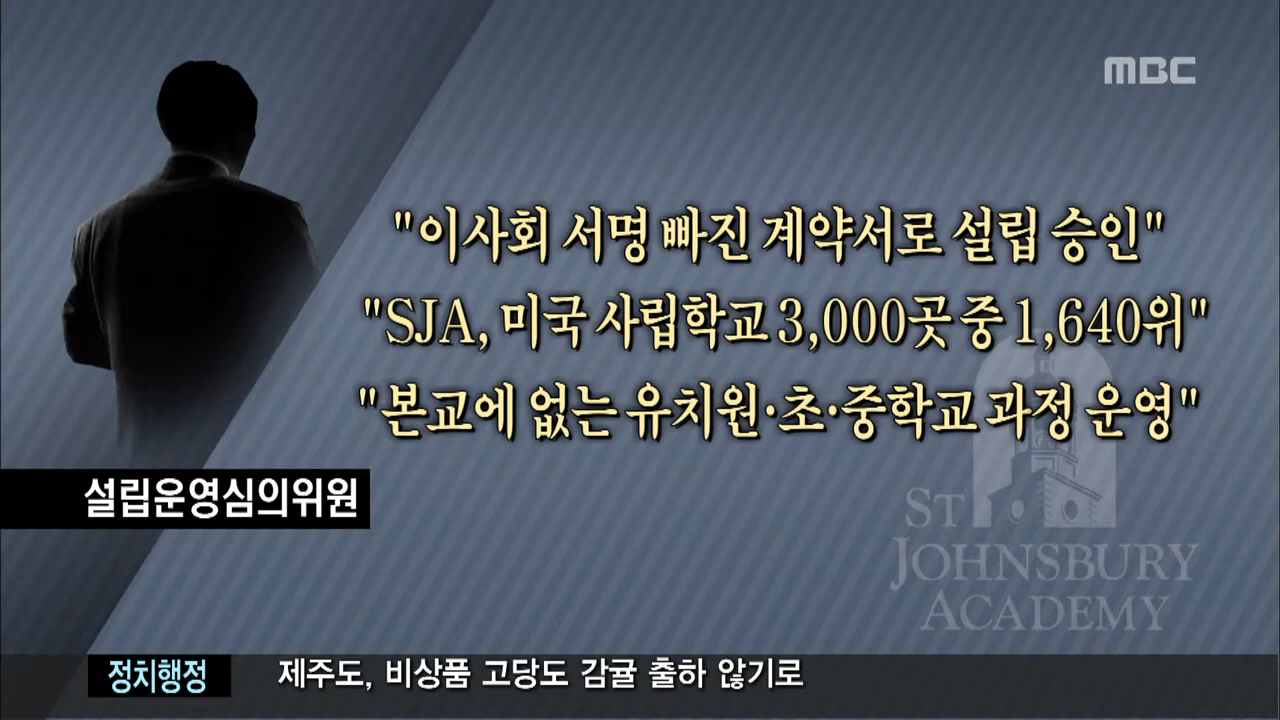 MBC
"이사회 서명 빠진 계약서로 설립 승인"
"SJA, 미국 사립학교 3,000곳 중 1,640위"
"본교에 없는 유치원·초·중학교 과정 운영"
설립운영심의위원
ST
JOHNSBURY
ACADEMY
정치행정
제주도, 비상품 고당도 감귤 출하 않기로